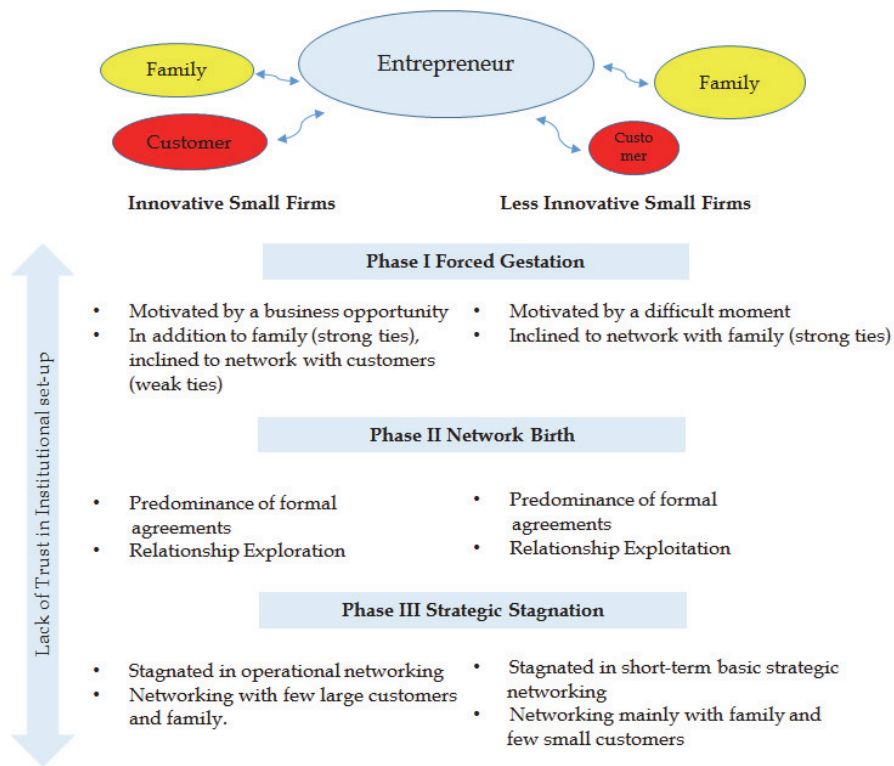 Entrepreneur
Family
Family
Customer
Custo
mer
Innovative Small Firms
Less Innovative Small Firms
Lack of Trust in Institutional set-up
Phase I Forced Gestation
• Motivated by a business opportunity
• In addition to family (strong ties),
inclined to network with customers
(weak ties)
• Motivated by a difficult moment
• Inclined to network with family (strong ties)
Phase II Network Birth
• Predominance of formal
agreements
• Relationship Exploration
• Predominance of formal
agreements
• Relationship Exploitation
Phase III Strategic Stagnation
• Stagnated in operational networking
• Networking with few large customers
and family.
• Stagnated in short-term basic strategic
networking
• Networking mainly with family and
few small customers